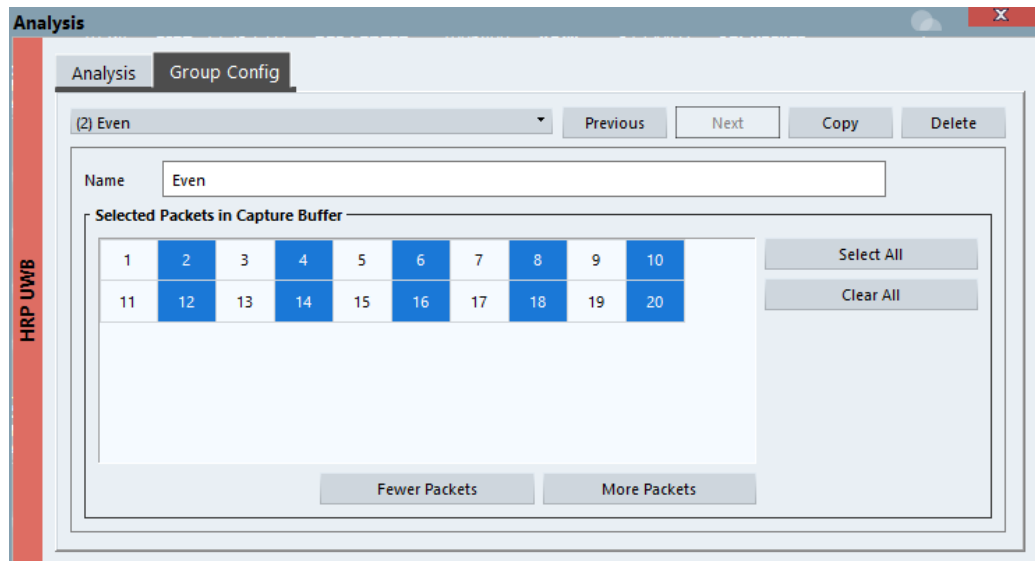 Analysis
Analysis Group Config
(2) Even Previous Next Copy Delete
Name Even
Selected Packets in Capture Buffer
1 2 3 4 5 6 7 8 9 10 Select All
11 12 13 14 15 16 17 18 19 20 Clear All
HRP UWB
Fewer Packets More Packets